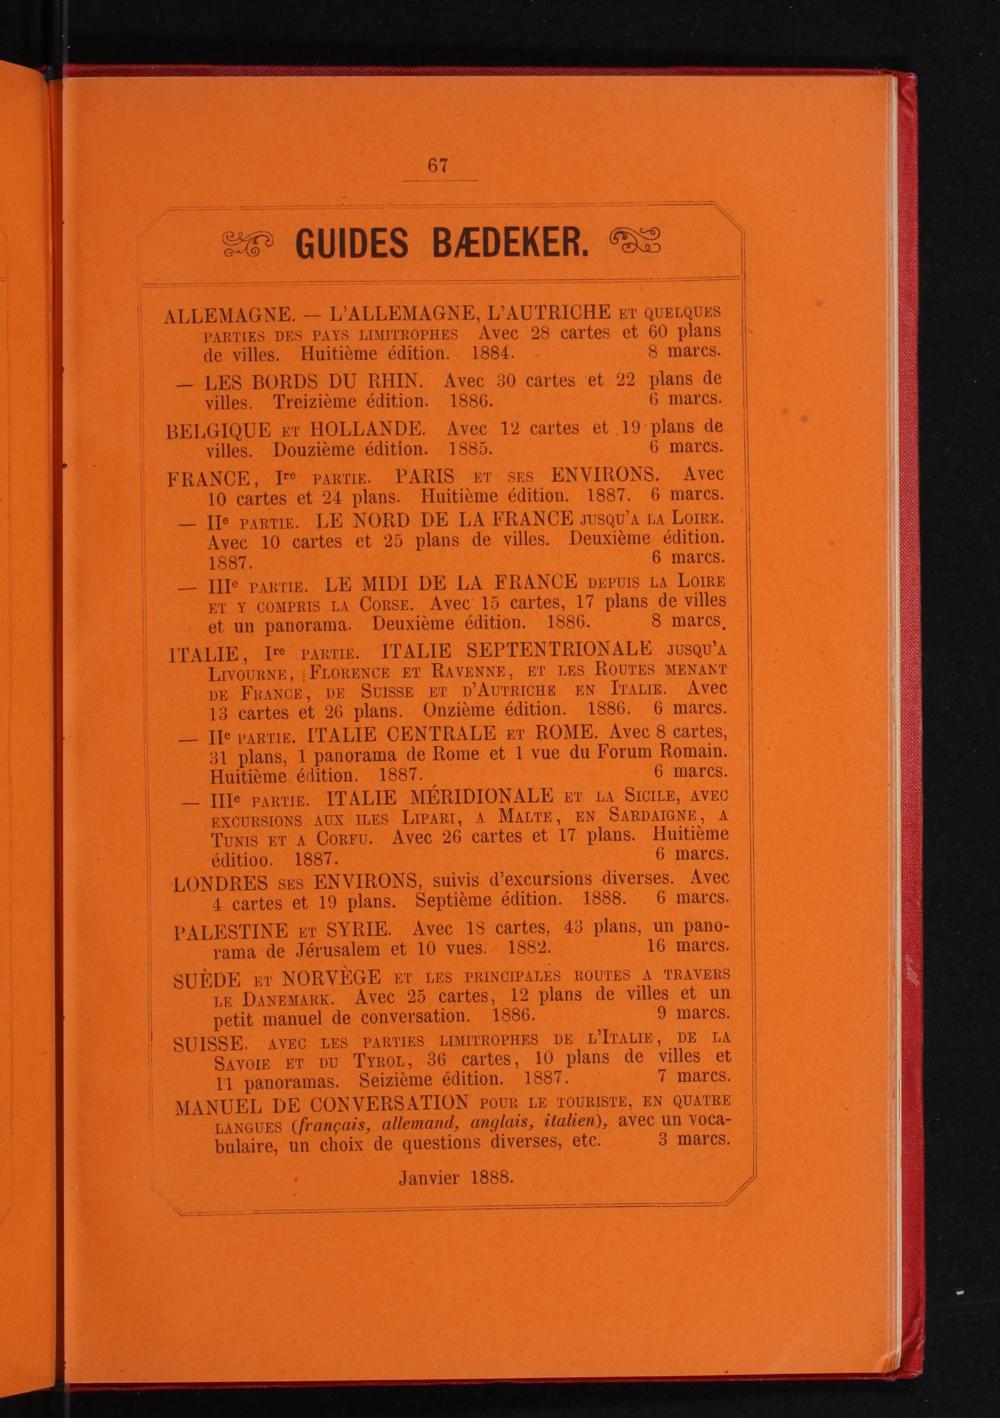 67
GUIDES BÆDEKER.
ALLEMAGNE. — L'ALLEMAGNE, L'AUTRICHE ET QUELQUES
PARTIES DES PAYS LIMITROPHES Avec 28 cartes et 60 plans
de villes. Huitième édition. 1884. 8 marcs.
— LES BORDS DU RHIN. Avec 30 cartes et 22 plans de
villes. Treizième édition. 1886. 6 marcs.
BELGIQUE ET HOLLANDE. Avec 12 cartes et 19 plans de
villes. Douzième édition. 1885. 6 marcs.
FRANCE, Ire PARTIE. PARIS ET SES ENVIRONS. Avec
10 cartes et 24 plans. Huitième édition. 1887. 6 marcs.
— IIe PARTIE. LE NORD DE LA FRANCE JUSQU'A LA LOIRE.
Avec 10 cartes et 25 plans de villes. Deuxième édition.
1887. 6 marcs.
— IIIe PARTIE. LE MIDI DE LA FRANCE DEPUIS LA LOIRE
ET Y COMPRIS LA CORSE. Avec 15 cartes, 17 plans de villes
et un panorama. Deuxième édition. 1886. 8 marcs.
ITALIE, Ire PARTIE. ITALIE SEPTENTRIONALE JUSQU'A
LIVOURNE, FLORENCE ET RAVENNE, ET LES ROUTES MENANT
DE FRANCE, DE SUISSE ET D'AUTRICHE EN ITALIE. Avec
13 cartes et 26 plans. Onzième édition. 1886. 6 marcs.
— IIe PARTIE. ITALIE CENTRALE ET ROME. Avec 8 cartes,
31 plans, 1 panorama de Rome et 1 vue du Forum Romain.
Huitième édition. 1887. 6 marcs.
— IIIe PARTIE. ITALIE MÉRIDIONALE ET LA SICILE, AVEC
EXCURSIONS AUX ILES LIPARI, A MALTE, EN SARDAIGNE, A
TUNIS ET A CORFU. Avec 26 cartes et 17 plans. Huitième
éditioo. 1887. 6 marcs.
LONDRES SES ENVIRONS, suivis d'excursions diverses. Avec
4 cartes et 19 plans. Septième édition. 1888. 6 marcs.
PALESTINE ET SYRIE. Avec 18 cartes, 43 plans, un pano-
rama de Jérusalem et 10 vues. 1882. 16 marcs.
SUÈDE ET NORVÈGE ET LES PRINCIPALES ROUTES A TRAVERS
LE DANEMARK. Avec 25 cartes, 12 plans de villes et un
petit manuel de conversation. 1886. 9 marcs.
SUISSE. AVEC LES PARTIES LIMITROPHES DE L'ITALIE, DE LA
SAVOIE ET DU TYROL, 36 cartes, 10 plans de villes et
11 panoramas. Seizième édition. 1887. 7 marcs.
MANUEL DE CONVERSATION POUR LE TOURISTE, EN QUATRE
LANGUES (français, allemand, anglais, italien), avec un voca-
bulaire, un choix de questions diverses, etc. 3 marcs.
Janvier 1888.